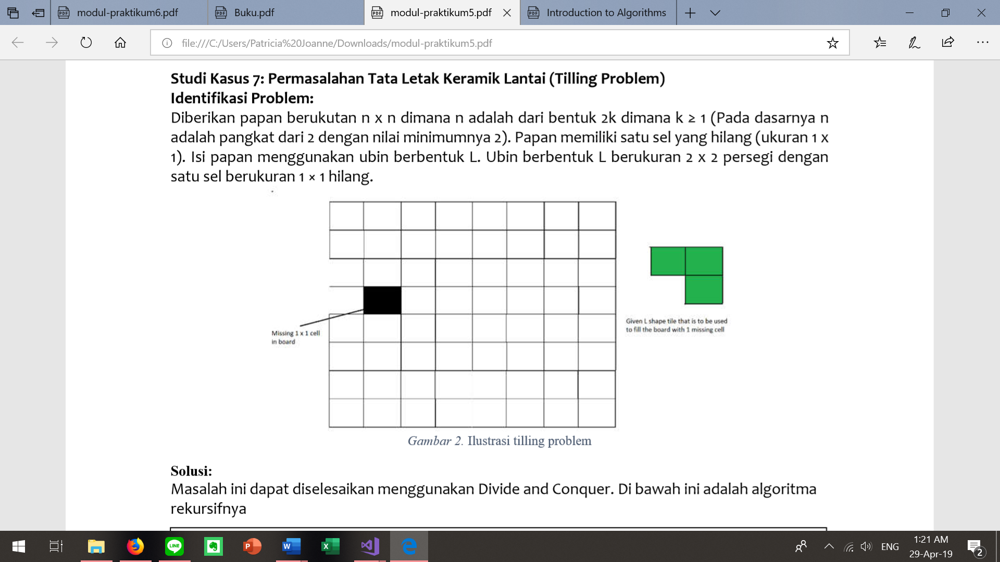 modul-praktikum6.pdf
Buku.pdf
modul-praktikum5.pdf
Introduction to Algorithms
file:///C:/Users/Patricia%20Joanne/Downloads/modul-praktikum5.pdf
Studi Kasus 7: Permasalahan Tata Letak Keramik Lantai (Tilling Problem)
Identifikasi Problem:
Diberikan papan berukutan n x n dimana n adalah dari bentuk 2k dimana k ≥ 1 (Pada dasarnya n
adalah pangkat dari 2 dengan nilai minimumnya 2). Papan memiliki satu sel yang hilang (ukuran 1 x
1). Isi papan menggunakan ubin berbentuk L. Ubin berbentuk L berukuran 2 x 2 persegi dengan
satu sel berukuran 1 × 1 hilang.
Missing 1 x 1 cell
in board
Given L shape tile that is to be used
to fill the board with 1 missing cell
Gambar 2. Ilustrasi tilling problem
Solusi:
Masalah ini dapat diselesaikan menggunakan Divide and Conquer. Di bawah ini adalah algoritma
rekursifnya
LINE
ENG
1:21 AM
29-Apr-19
2